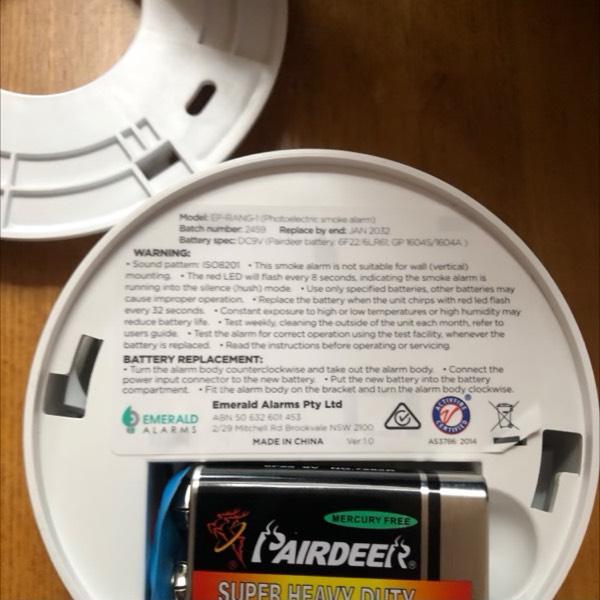 Model: EP-RANG-1 (Photoelectric smoke alarm)
Batch number: 2459 Replace by end: JAN 2032
Battery spec: DC9V (Pairdeer battery: 6F22/6LR61; GP 1604S/1604A )
WARNING:
• Sound pattern: ISO8201 • This smoke alarm is not suitable for wall (vertical)
mounting. • The red LED will flash every 8 seconds, indicating the smoke alarm is
running into the silence (hush) mode. • Use only specified batteries, other batteries may
cause improper operation. • Replace the battery when the unit chirps with red led flash
every 32 seconds. • Constant exposure to high or low temperatures or high humidity may
reduce battery life. • Test weekly, cleaning the outside of the unit each month, refer to
users guide. • Test the alarm for correct operation using the test facility, whenever the
battery is replaced. • Read the instructions before operating or servicing.
BATTERY REPLACEMENT:
• Turn the alarm body counterclockwise and take out the alarm body. • Connect the
power input connector to the new battery. • Put the new battery into the battery
compartment. • Fit the alarm body on the bracket and turn the alarm body clockwise.
EMERALD
ALARMS
Emerald Alarms Pty Ltd
ABN 50 632 601 453
2/29 Mitchell Rd Brookvale NSW 2100
MADE IN CHINA Ver:1.0
ACTIVFIRE
CERTIFIED
AS3786: 2014
MERCURY FREE
PAIRDEER®
SUPER HEAVY DUTY